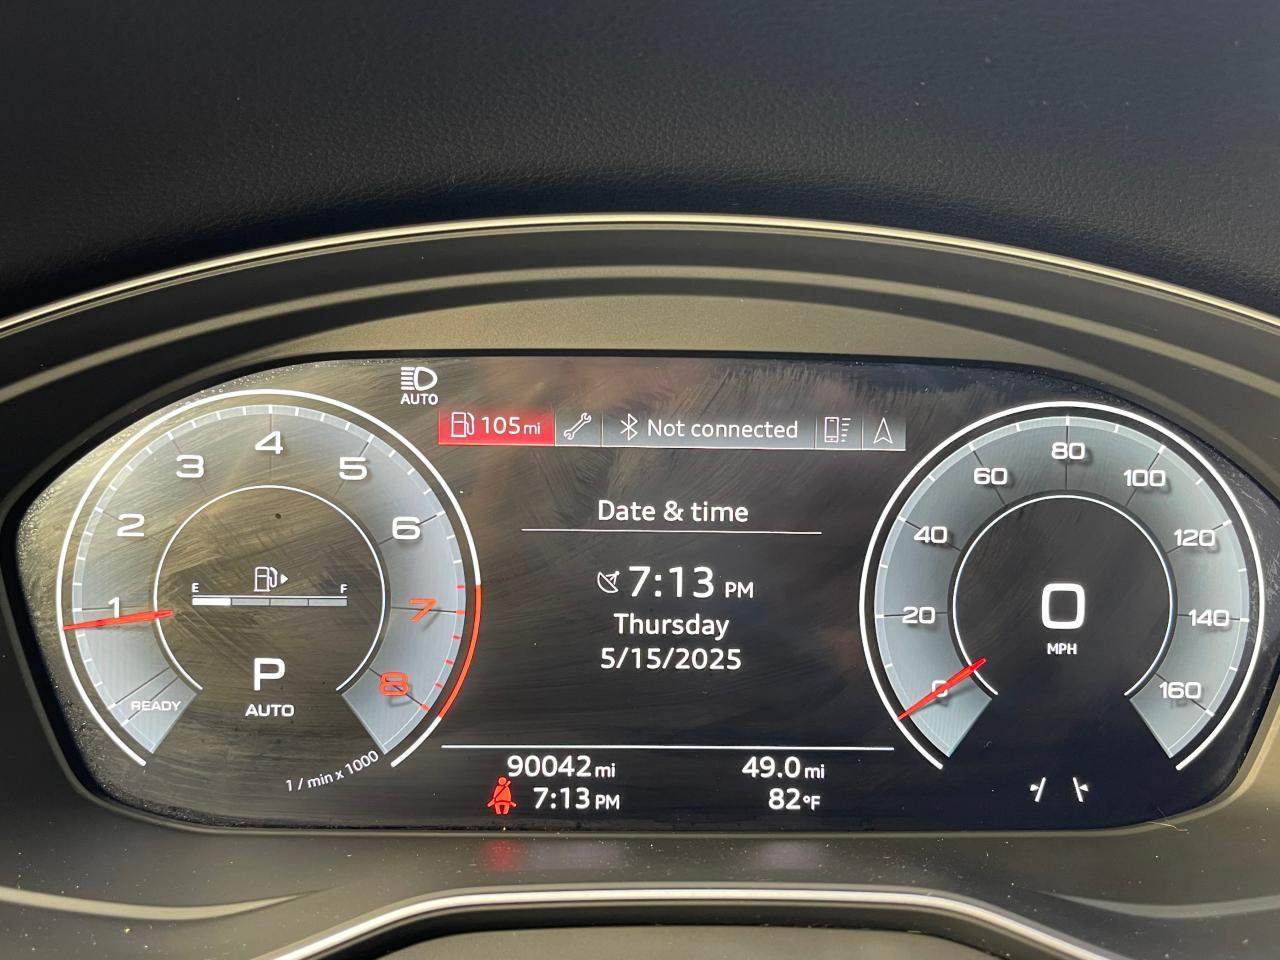 AUTO
105 mi
Not connected
Date & time
7:13 PM
Thursday
5/15/2025
90042 mi
49.0 mi
7:13 PM
82°F
1
2
3
4
5
6
7
8
E
F
P
AUTO
READY
1 / min x 1000
0
20
40
60
80
100
120
140
160
0
MPH